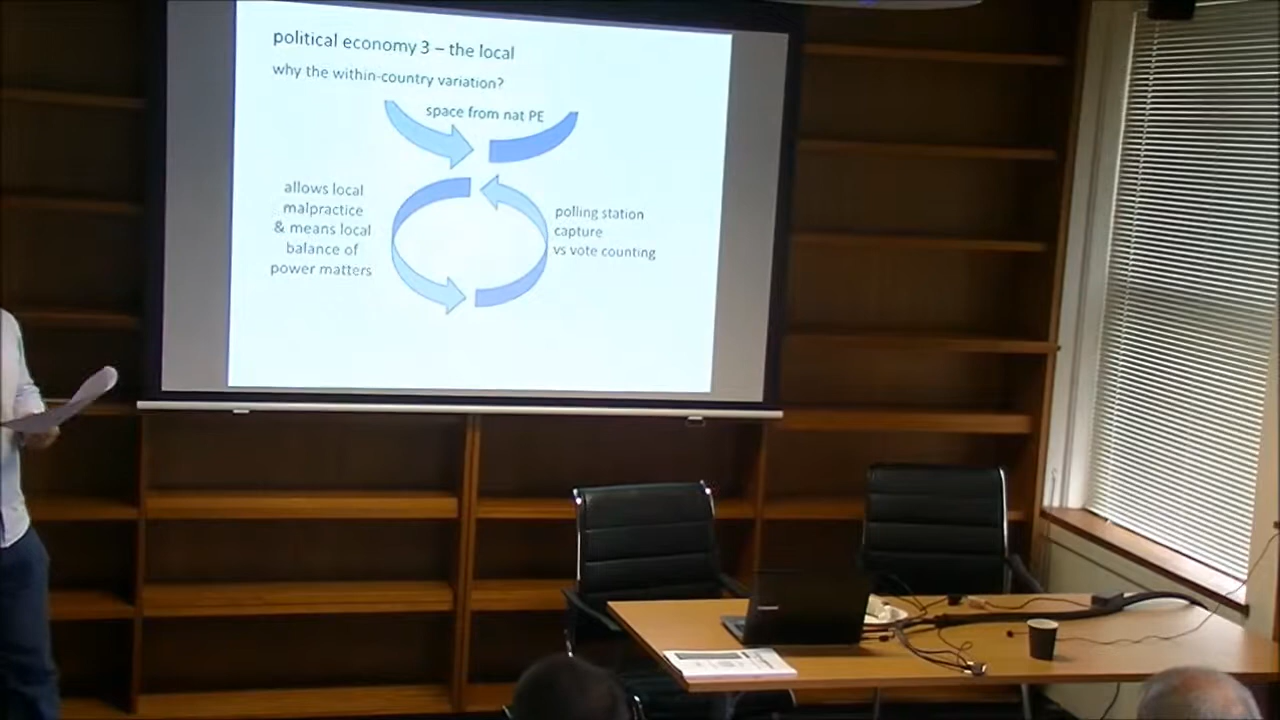 political economy 3 – the local
why the within-country variation?
space from nat PE
allows local
malpractice
& means local
balance of
power matters
polling station
capture
vs vote counting